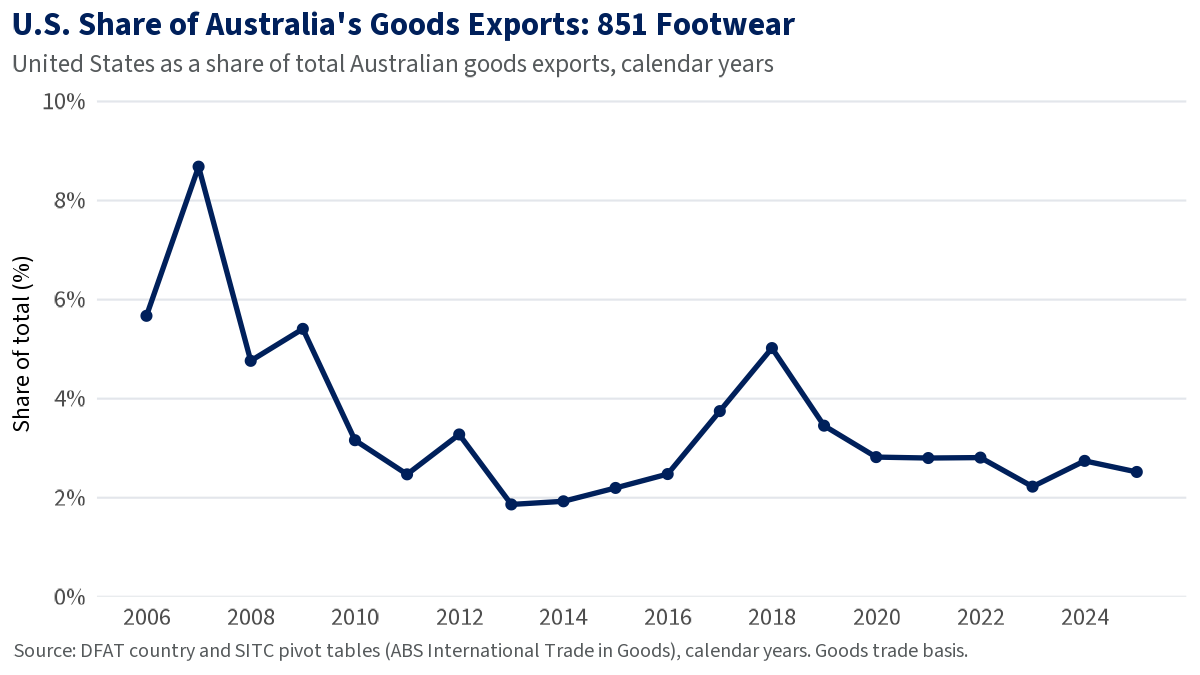 U.S. Share of Australia's Goods Exports: 851 Footwear
United States as a share of total Australian goods exports, calendar years
Share of total (%)
10%
8%
6%
4%
2%
0%
2006 2008 2010 2012 2014 2016 2018 2020 2022 2024
Source: DFAT country and SITC pivot tables (ABS International Trade in Goods), calendar years. Goods trade basis.